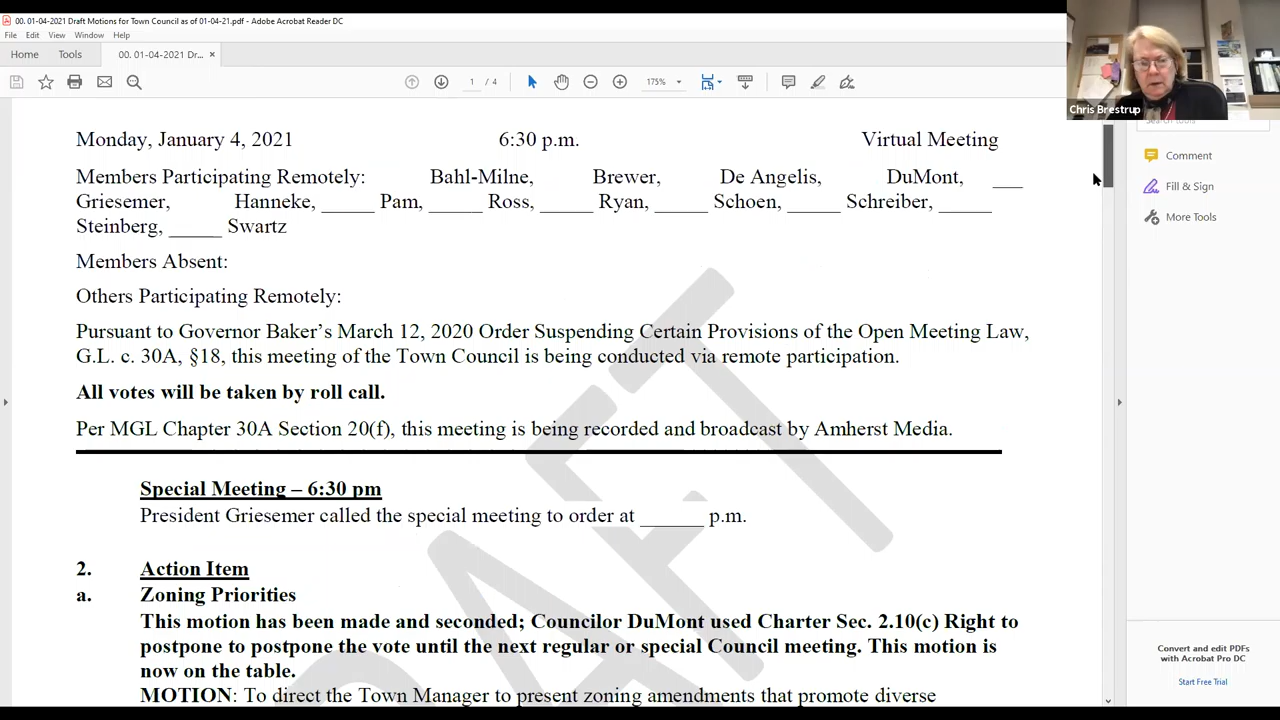 00. 01-04-2021 Draft Motions for Town Council as of 01-04-21.pdf - Adobe Acrobat Reader DC
File Edit View Window Help
Home Tools 00. 01-04-2021 Dr... ×
1 / 4 175%
Chris Brestrup
Search tools
Monday, January 4, 2021 6:30 p.m. Virtual Meeting
Members Participating Remotely: Bahl-Milne, Brewer, De Angelis, DuMont, ___
Griesemer, Hanneke, _____ Pam, _____ Ross, _____ Ryan, _____ Schoen, _____ Schreiber, _____
Steinberg, _____ Swartz
Members Absent:
Others Participating Remotely:
Pursuant to Governor Baker's March 12, 2020 Order Suspending Certain Provisions of the Open Meeting Law,
G.L. c. 30A, §18, this meeting of the Town Council is being conducted via remote participation.
All votes will be taken by roll call.
Per MGL Chapter 30A Section 20(f), this meeting is being recorded and broadcast by Amherst Media.
Special Meeting – 6:30 pm
President Griesemer called the special meeting to order at ______ p.m.
2. Action Item
a. Zoning Priorities
This motion has been made and seconded; Councilor DuMont used Charter Sec. 2.10(c) Right to
postpone to postpone the vote until the next regular or special Council meeting. This motion is
now on the table.
MOTION: To direct the Town Manager to present zoning amendments that promote diverse
DRAFT
Comment
Fill & Sign
More Tools
Convert and edit PDFs
with Acrobat Pro DC
Start Free Trial